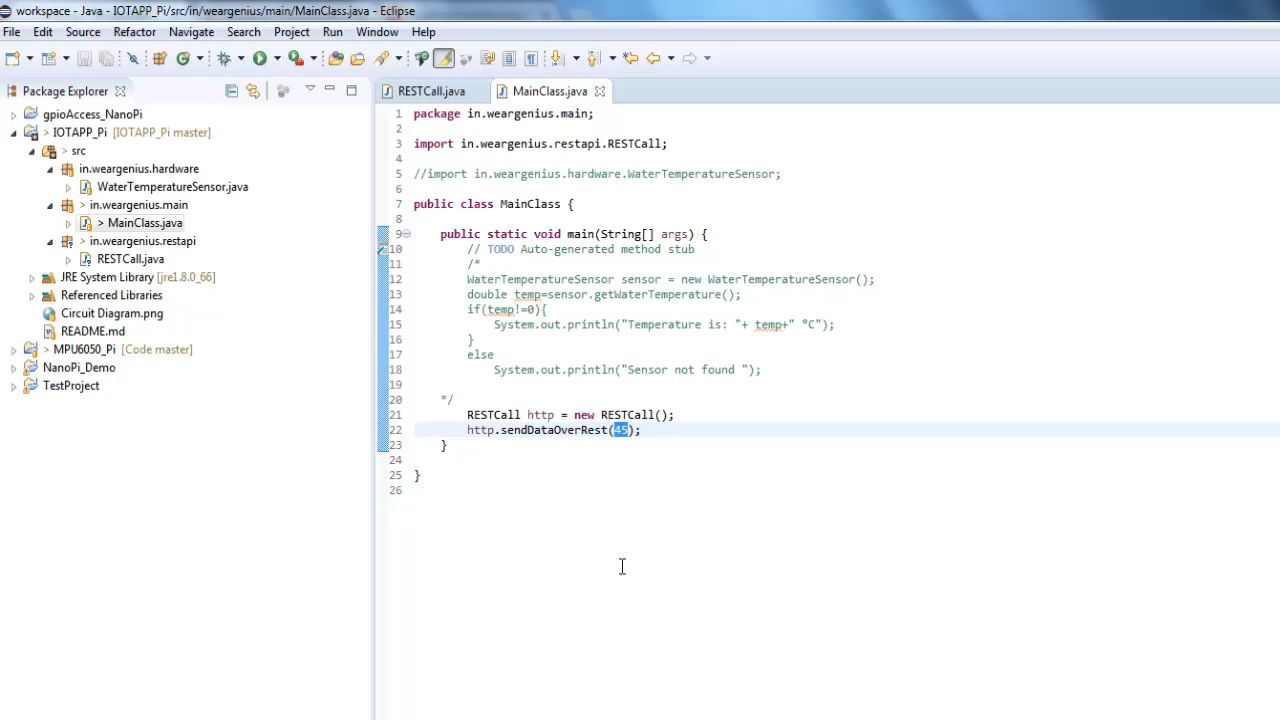 workspace - Java - IOTAPP_Pi/src/in/weargenius/main/MainClass.java - Eclipse
File Edit Source Refactor Navigate Search Project Run Window Help
Package Explorer
RESTCall.java
MainClass.java
gpioAccess_NanoPi
> IOTAPP_Pi [IOTAPP_Pi master]
> src
in.weargenius.hardware
WaterTemperatureSensor.java
> in.weargenius.main
> MainClass.java
> in.weargenius.restapi
RESTCall.java
JRE System Library [jre1.8.0_66]
Referenced Libraries
Circuit Diagram.png
README.md
> MPU6050_Pi [Code master]
NanoPi_Demo
TestProject
1 package in.weargenius.main;
2
3 import in.weargenius.restapi.RESTCall;
4
5 //import in.weargenius.hardware.WaterTemperatureSensor;
6
7 public class MainClass {
8
9 public static void main(String[] args) {
10 // TODO Auto-generated method stub
11 /*
12 WaterTemperatureSensor sensor = new WaterTemperatureSensor();
13 double temp=sensor.getWaterTemperature();
14 if(temp!=0){
15 System.out.println("Temperature is: "+ temp+" °C");
16 }
17 else
18 System.out.println("Sensor not found ");
19
20 */
21 RESTCall http = new RESTCall();
22 http.sendDataOverRest(45);
23 }
24
25 }
26